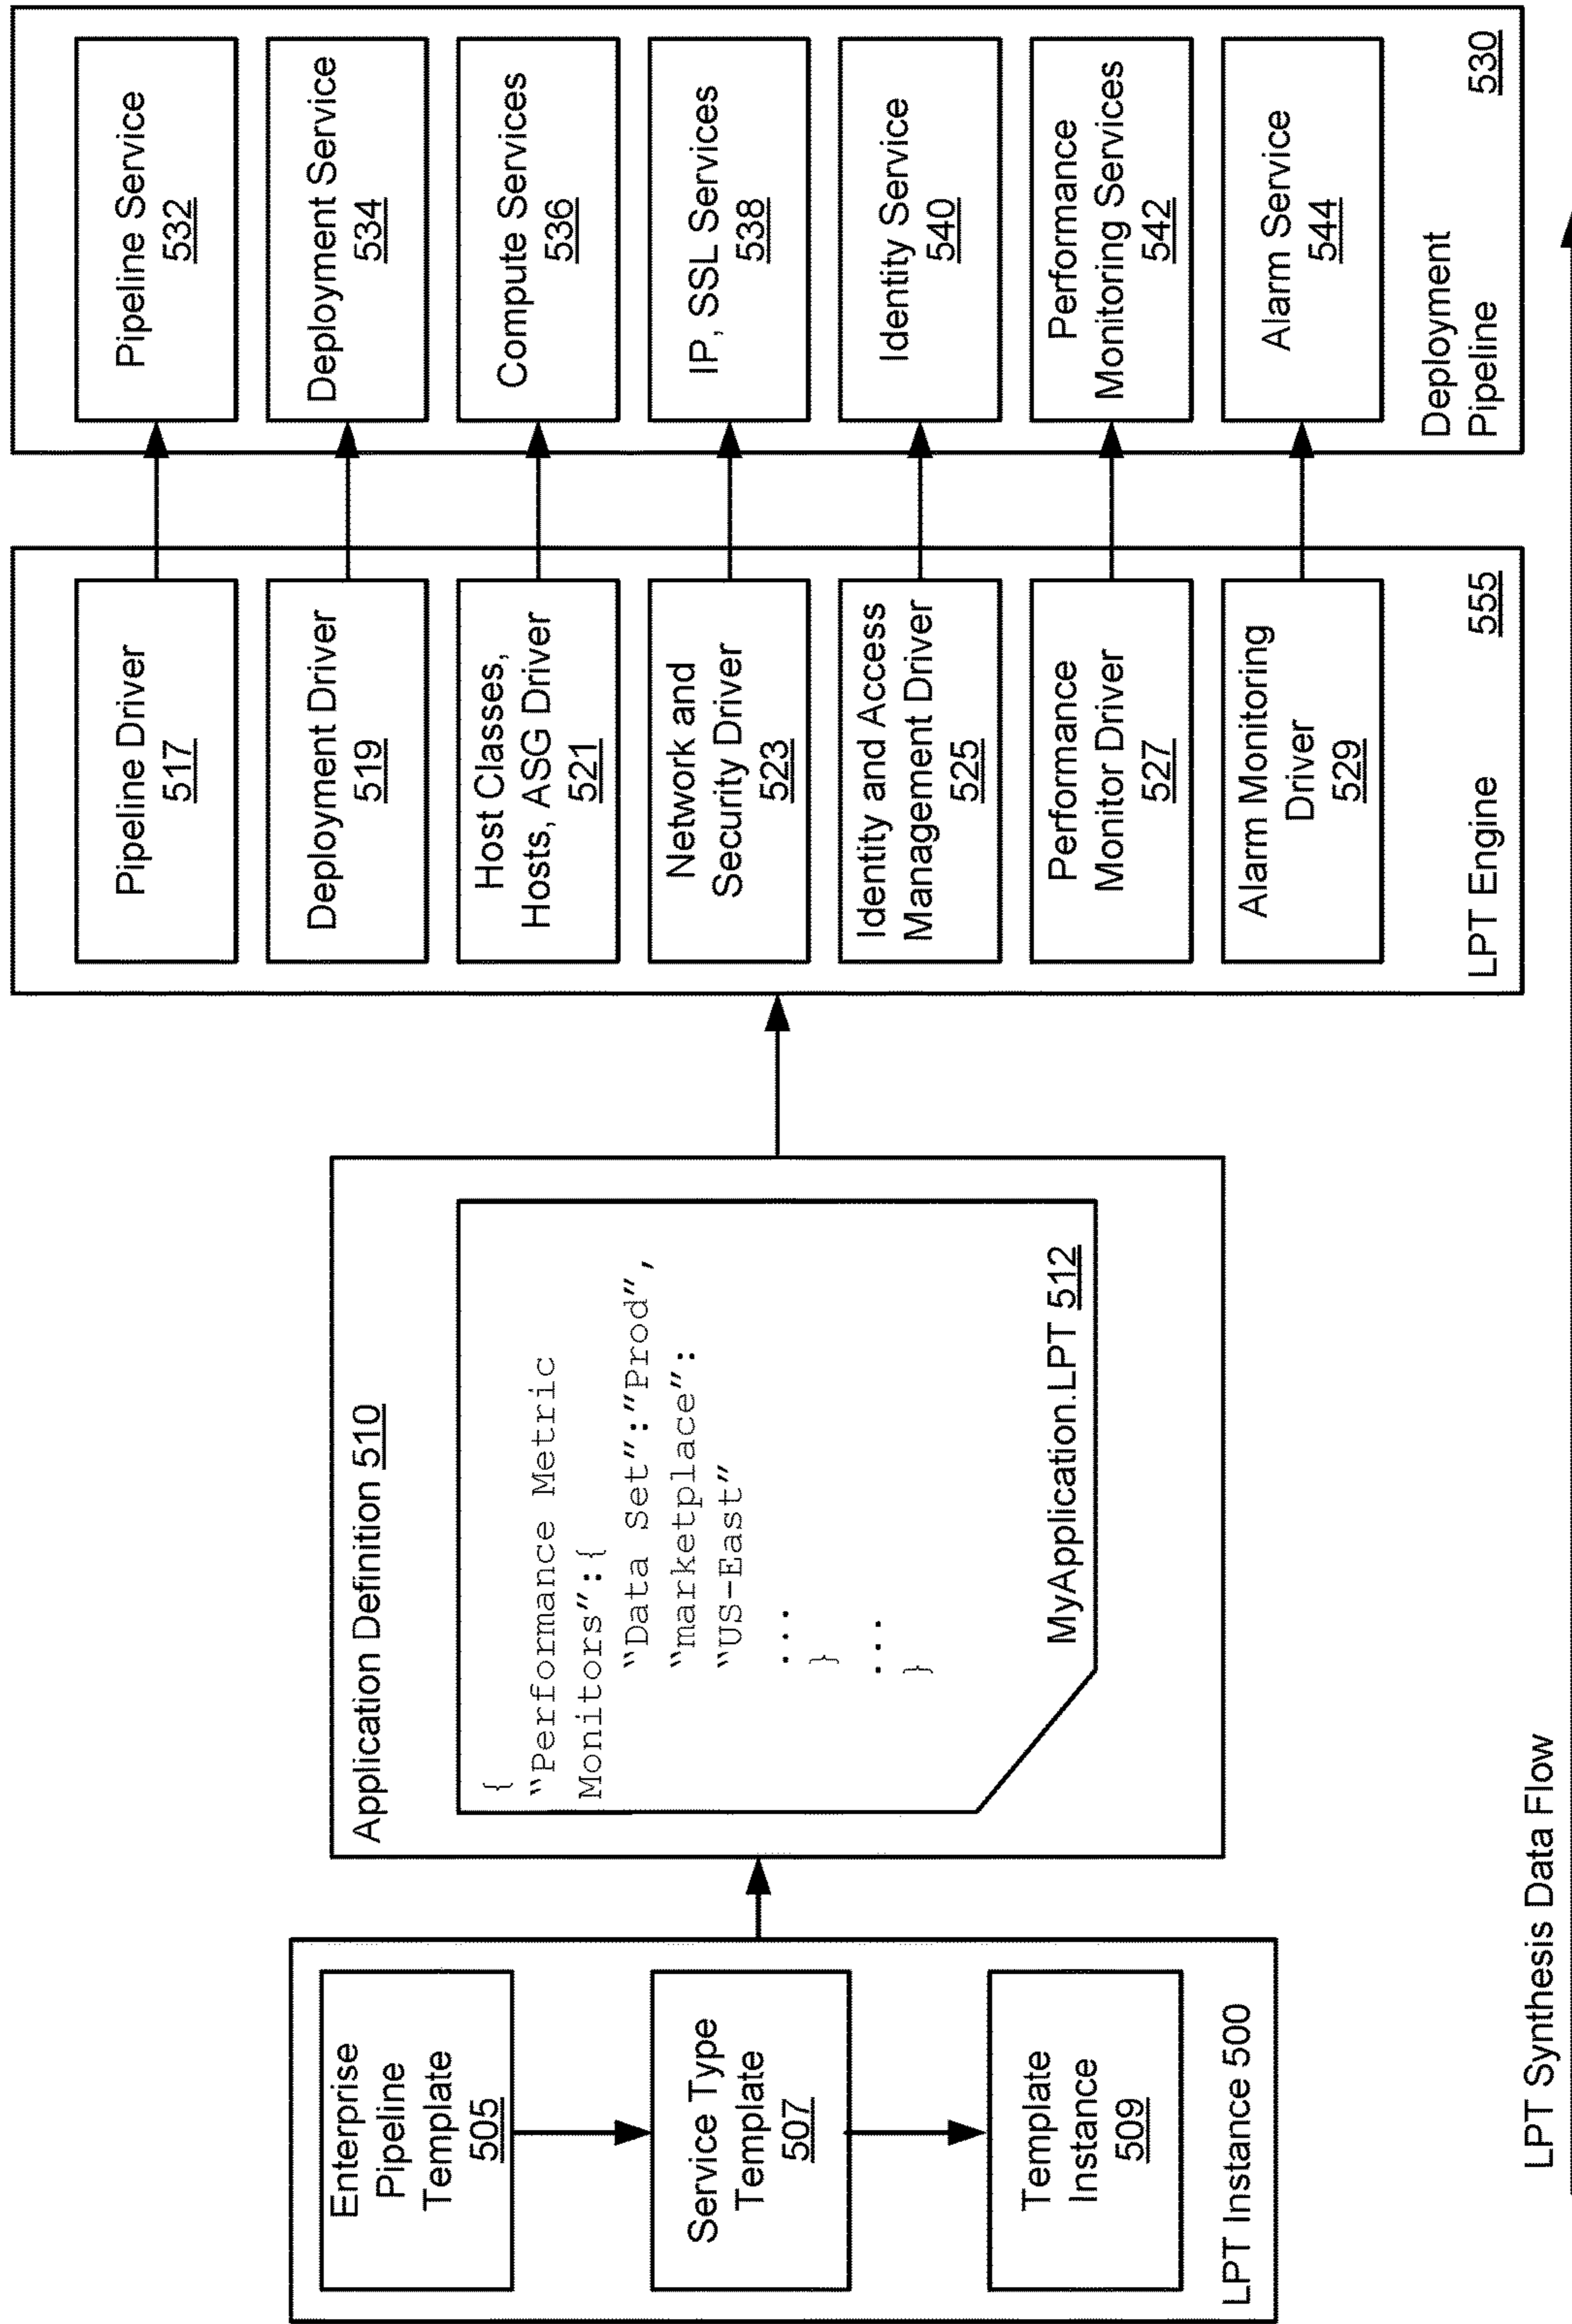 Enterprise
Pipeline
Template
505
Service Type
Template
507
Template
Instance
509
LPT Instance 500
Application Definition 510
{
“Performance Metric
Monitors”:{
“Data Set”:”Prod”,
“marketplace”:
“US-East”
...
}
...
}
MyApplication.LPT 512
Pipeline Driver
517
Deployment Driver
519
Host Classes,
Hosts, ASG Driver
521
Network and
Security Driver
523
Identity and Access
Management Driver
525
Performance
Monitor Driver
527
Alarm Monitoring
Driver
529
LPT Engine 555
Pipeline Service
532
Deployment Service
534
Compute Services
536
IP, SSL Services
538
Identity Service
540
Performance
Monitoring Services
542
Alarm Service
544
Deployment
Pipeline 530
LPT Synthesis Data Flow